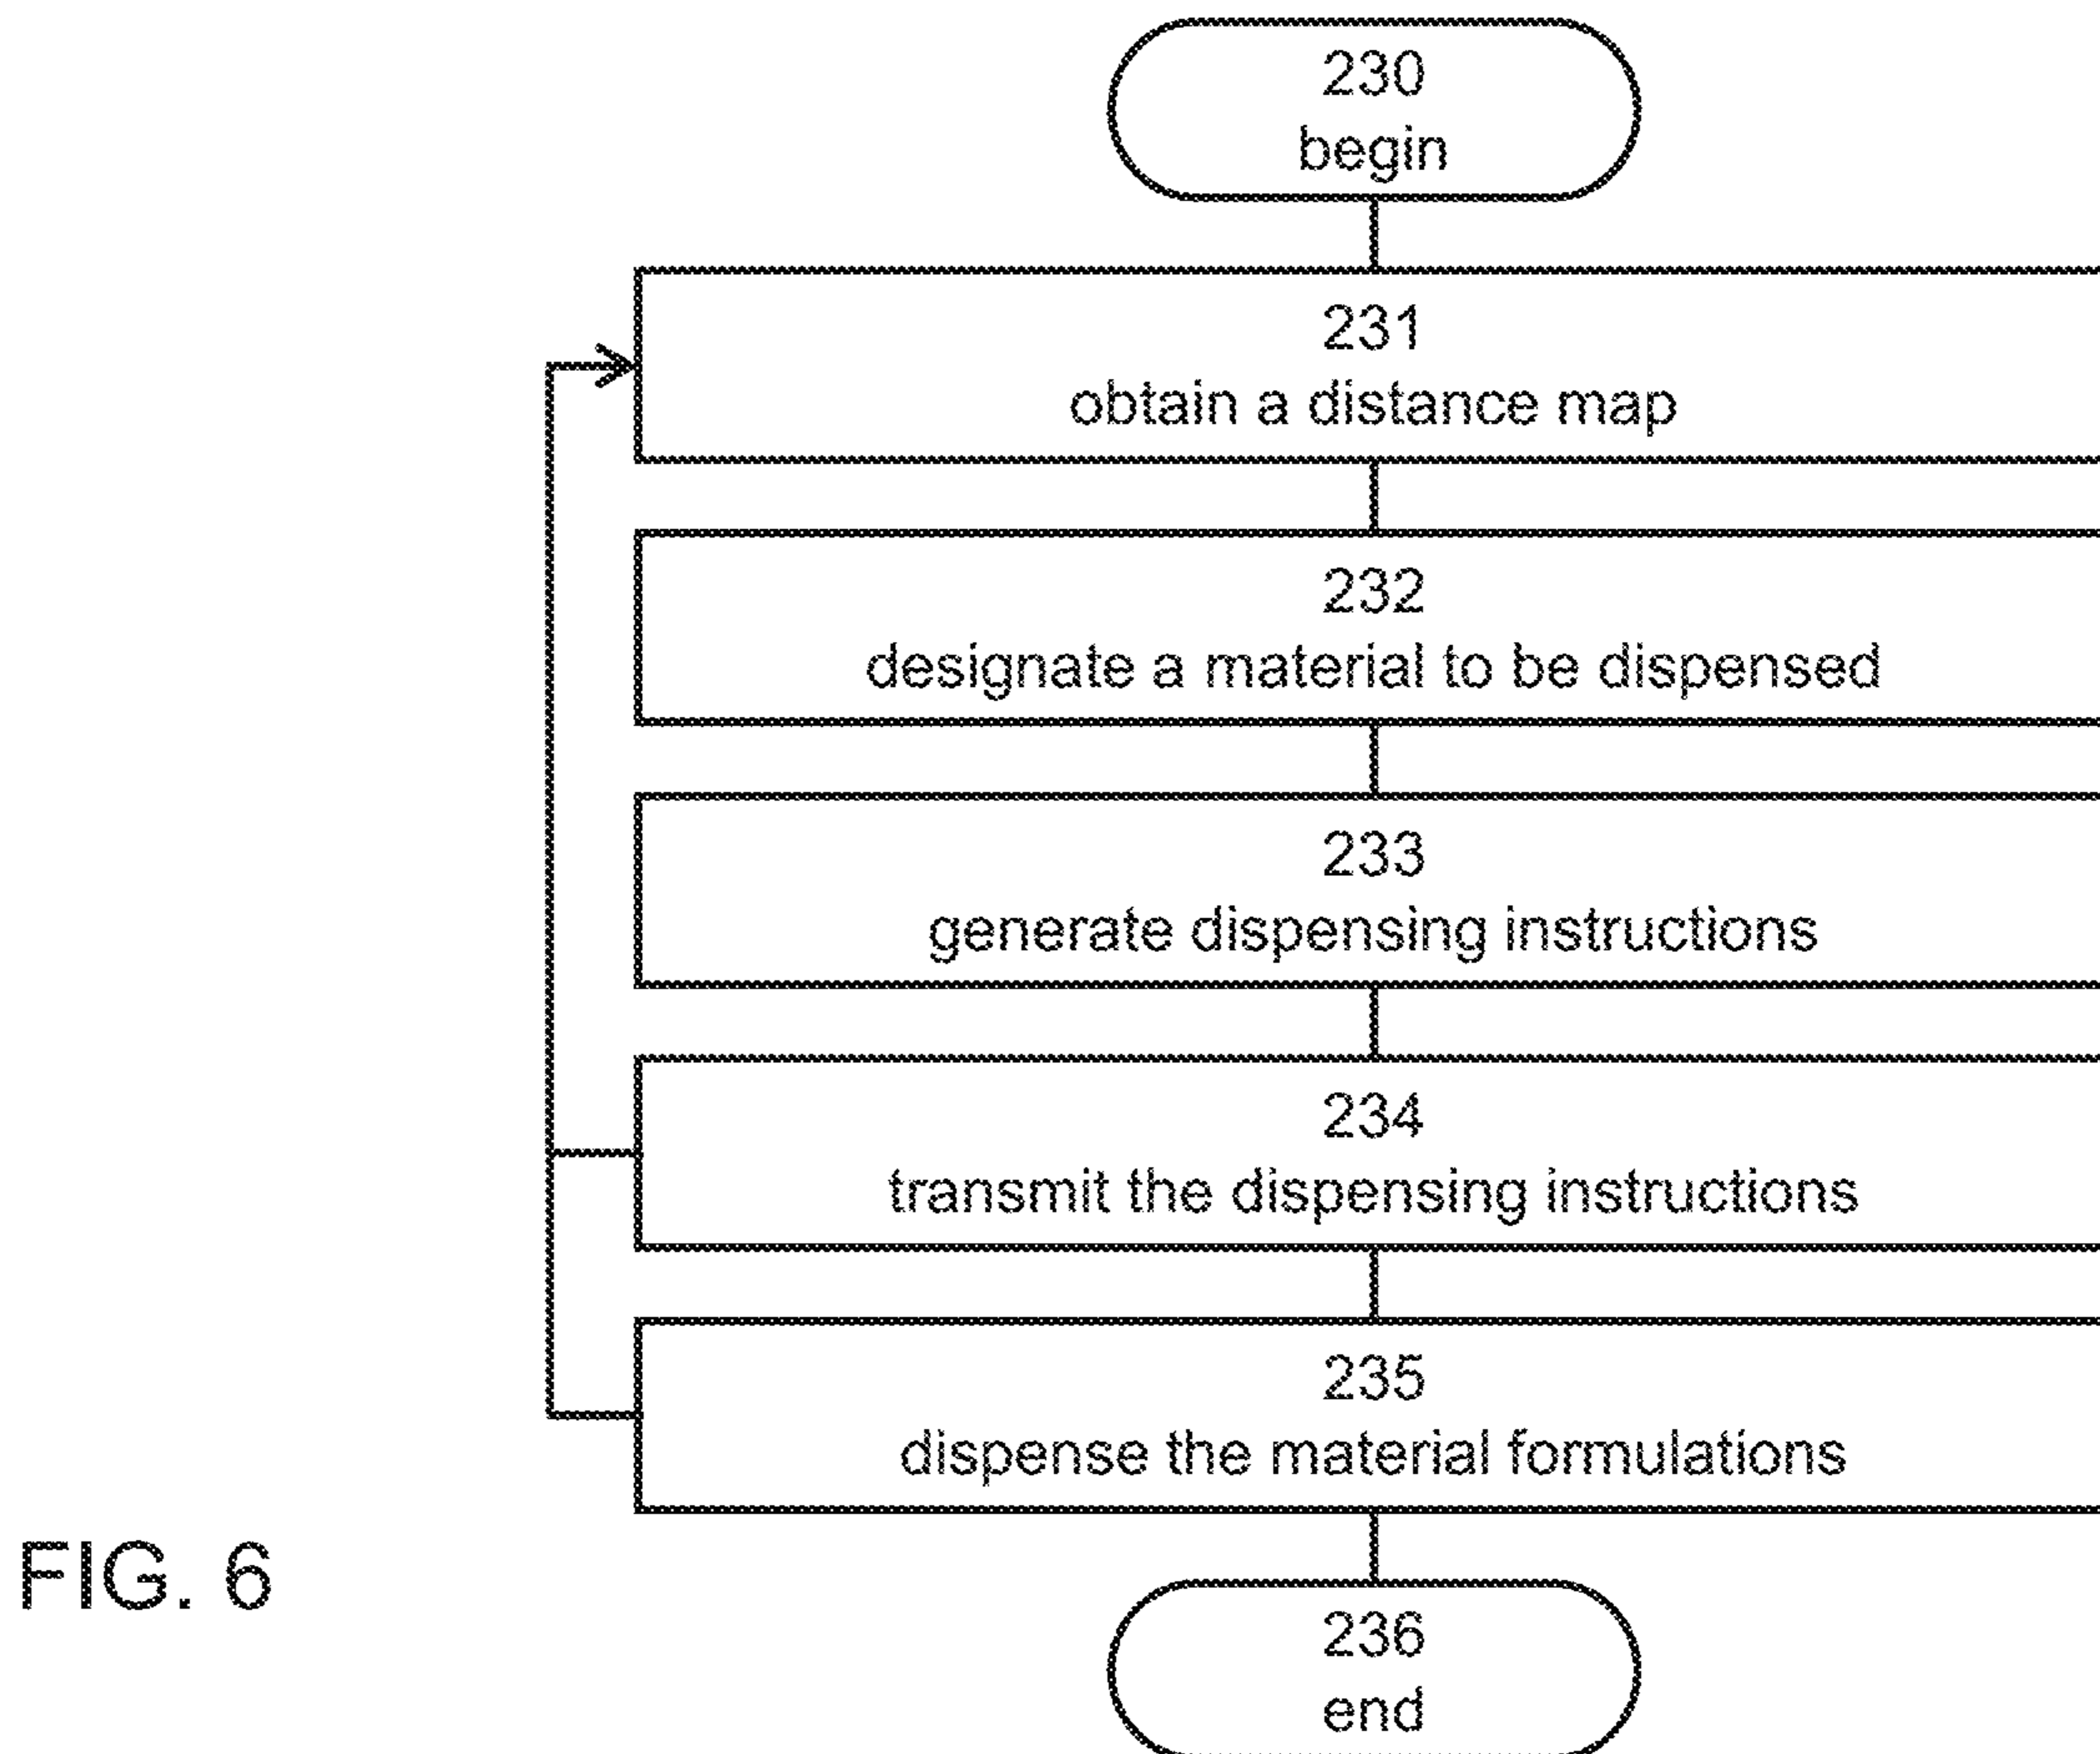 230
begin
231
obtain a distance map
232
designate a material to be dispensed
233
generate dispensing instructions
234
transmit the dispensing instructions
235
dispense the material formulations
FIG. 6
236
end